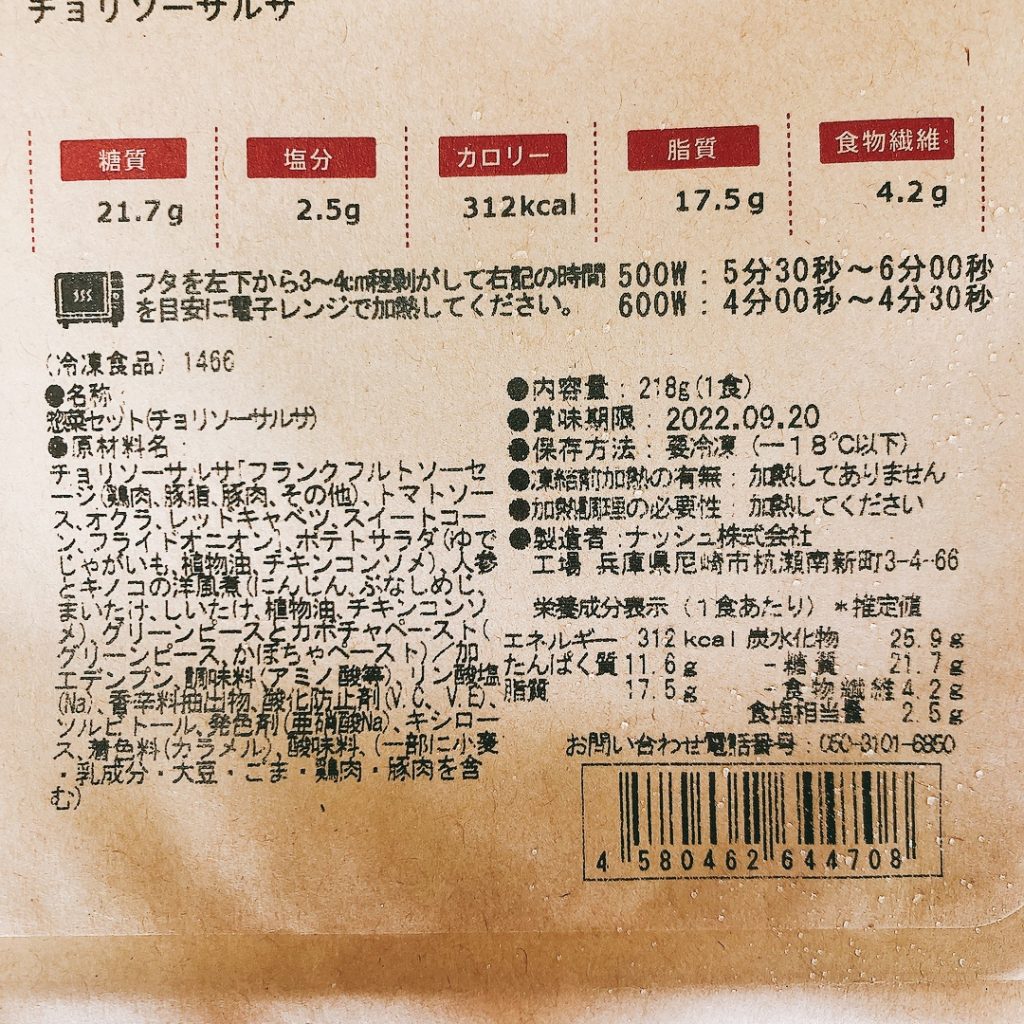 チョリソーサルサ
糖質 塩分 カロリー 脂質 食物繊維
21.7g 2.5g 312kcal 17.5g 4.2g
フタを左下から3～4cm程剥がして右記の時間
を目安に電子レンジで加熱してください。
500W：5分30秒～6分00秒
600W：4分00秒～4分30秒
(冷凍食品) 1466
●名称：
惣菜セット(チョリソーサルサ)
●原材料名：
チョリソーサルサ「フランクフルトソーセ
ージ(鶏肉、豚脂、豚肉、その他)、トマトソー
ス、オクラ、レッドキャベツ、スイートコー
ン、フライドオニオン)、ポテトサラダ(ゆで
じゃがいも、植物油、チキンコンソメ)、人参
とキノコの洋風煮(にんじん、ぶなしめじ、
まいたけ、しいたけ、植物油、チキンコンソ
メ)、グリーンピースとカボチャペースト(
グリーンピース、かぼちゃペースト)／加
工デンプン、調味料(アミノ酸等)、リン酸塩
(Na)、香辛料抽出物、酸化防止剤(V.C、V.E)、
ソルビトール、発色剤(亜硝酸Na)、キシロー
ス、着色料(カラメル)、酸味料、(一部に小麦
・乳成分・大豆・ごま・鶏肉・豚肉を含
む)
●内容量：218g(1食)
●賞味期限：2022.09.20
●保存方法：要冷凍(－18℃以下)
●凍結前加熱の有無：加熱してありません
●加熱調理の必要性：加熱してください
●製造者：ナッシュ株式会社
工場 兵庫県尼崎市杭瀬南新町3-4-66
栄養成分表示(1食あたり)＊推定値
エネルギー 312kcal 炭水化物 25.9g
たんぱく質 11.6g -糖質 21.7g
脂質 17.5g -食物繊維 4.2g
食塩相当量 2.5g
お問い合わせ電話番号：050-3101-6850
4 580462 644708